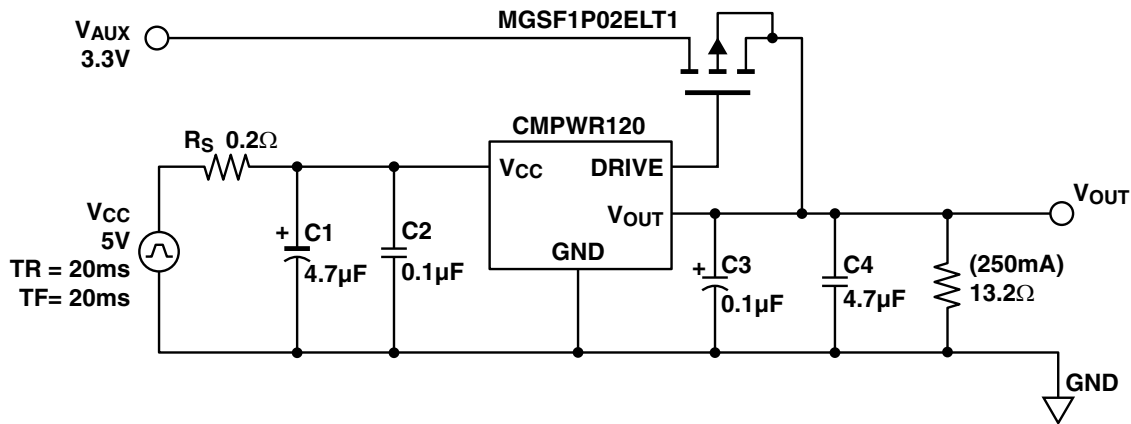 MGSF1P02ELT1
VAUX
3.3V
RS 0.2Ω
CMPWR120
VCC
DRIVE
VOUT
GND
VCC
5V
TR = 20ms
TF= 20ms
+ C1
4.7µF
C2
0.1µF
+ C3
0.1µF
C4
4.7µF
(250mA)
13.2Ω
VOUT
GND